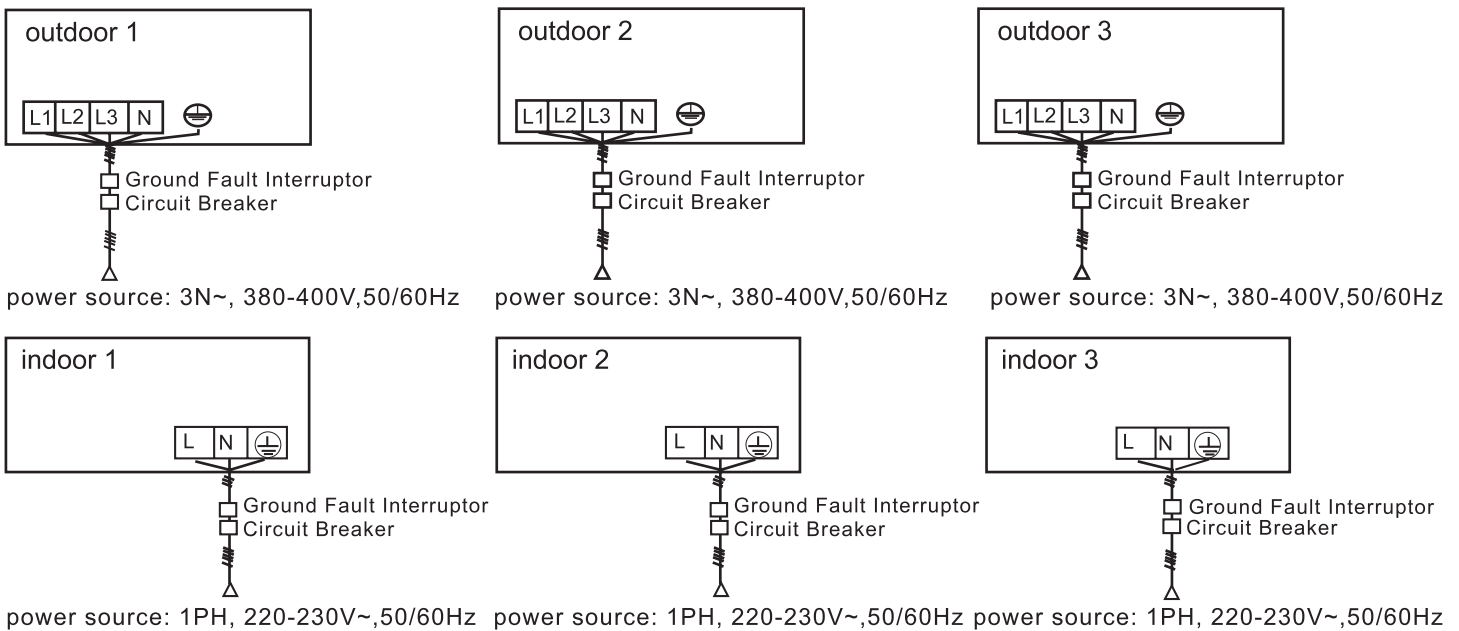 outdoor 1
L1 L2 L3 N
Ground Fault Interruptor
Circuit Breaker
power source: 3N~, 380-400V,50/60Hz
outdoor 2
L1 L2 L3 N
Ground Fault Interruptor
Circuit Breaker
power source: 3N~, 380-400V,50/60Hz
outdoor 3
L1 L2 L3 N
Ground Fault Interruptor
Circuit Breaker
power source: 3N~, 380-400V,50/60Hz
indoor 1
L N
Ground Fault Interruptor
Circuit Breaker
power source: 1PH, 220-230V~,50/60Hz
indoor 2
L N
Ground Fault Interruptor
Circuit Breaker
power source: 1PH, 220-230V~,50/60Hz
indoor 3
L N
Ground Fault Interruptor
Circuit Breaker
power source: 1PH, 220-230V~,50/60Hz